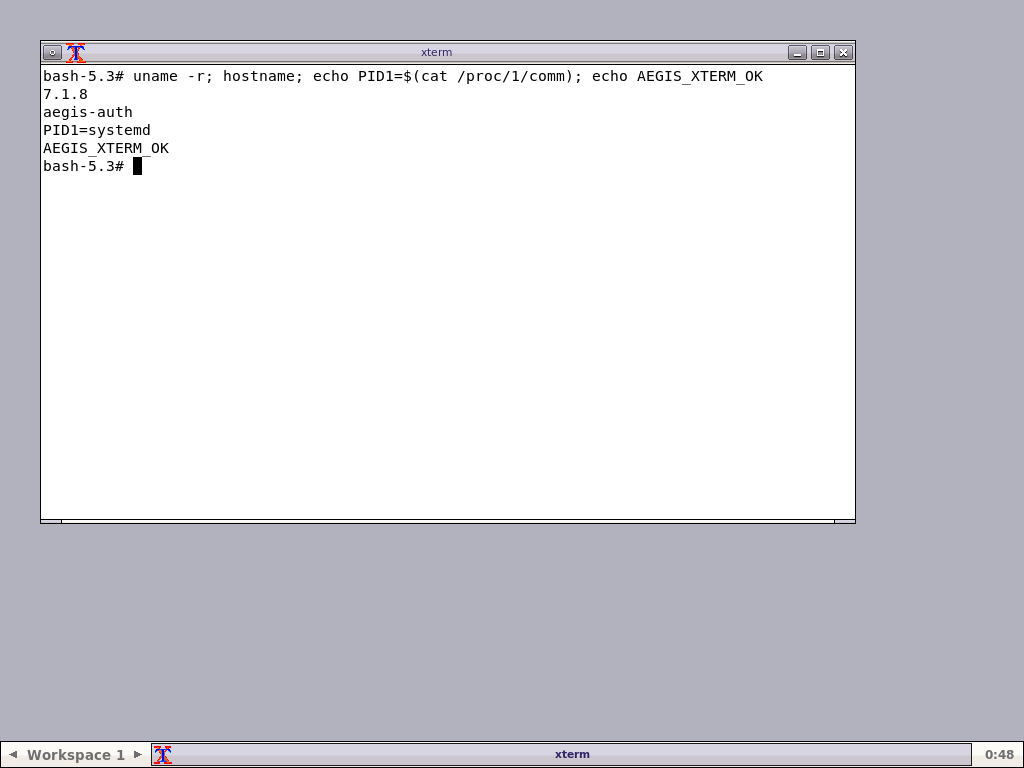 xterm
bash-5.3# uname -r; hostname; echo PID1=$(cat /proc/1/comm); echo AEGIS_XTERM_OK
7.1.8
aegis-auth
PID1=systemd
AEGIS_XTERM_OK
bash-5.3#
Workspace 1
xterm
0:48